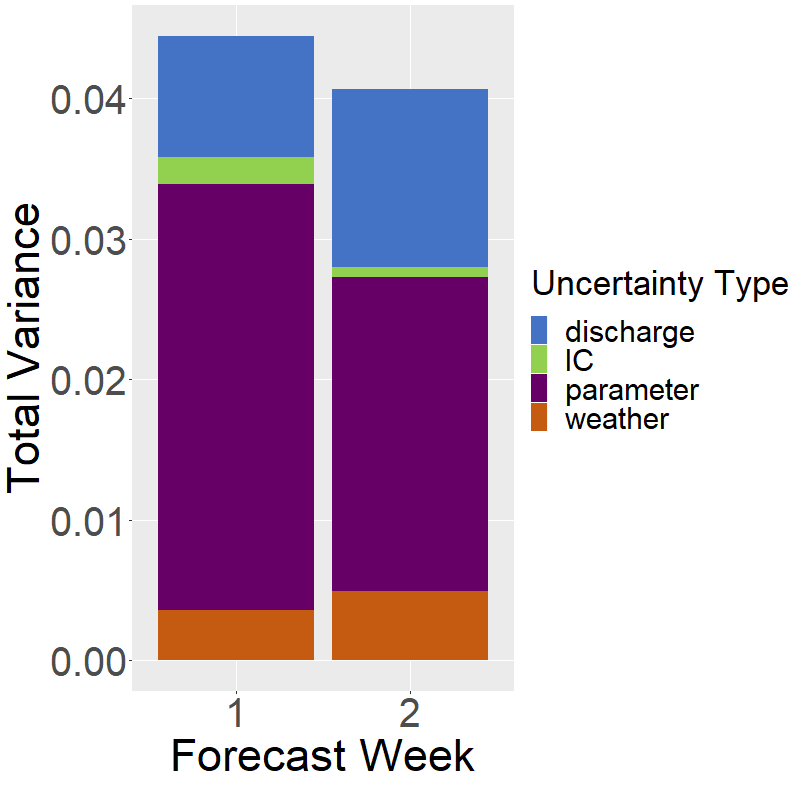 Total Variance
0.04
0.03
0.02
0.01
0.00
1 2
Forecast Week
Uncertainty Type
discharge
IC
parameter
weather